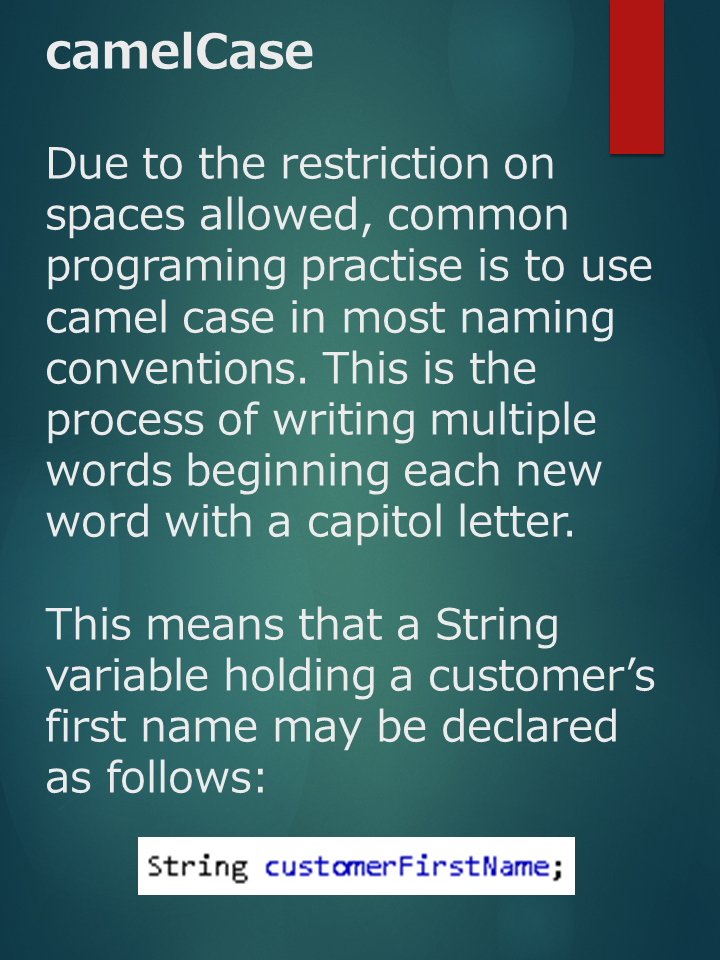 camelCase
Due to the restriction on
spaces allowed, common
programing practise is to use
camel case in most naming
conventions. This is the
process of writing multiple
words beginning each new
word with a capitol letter.
This means that a String
variable holding a customer’s
first name may be declared
as follows:
String customerFirstName;